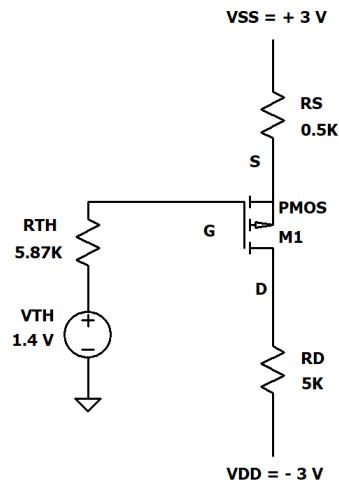 VSS = + 3 V
RS
0.5K
S
PMOS
G
M1
RTH
5.87K
D
VTH
1.4 V
RD
5K
VDD = - 3 V